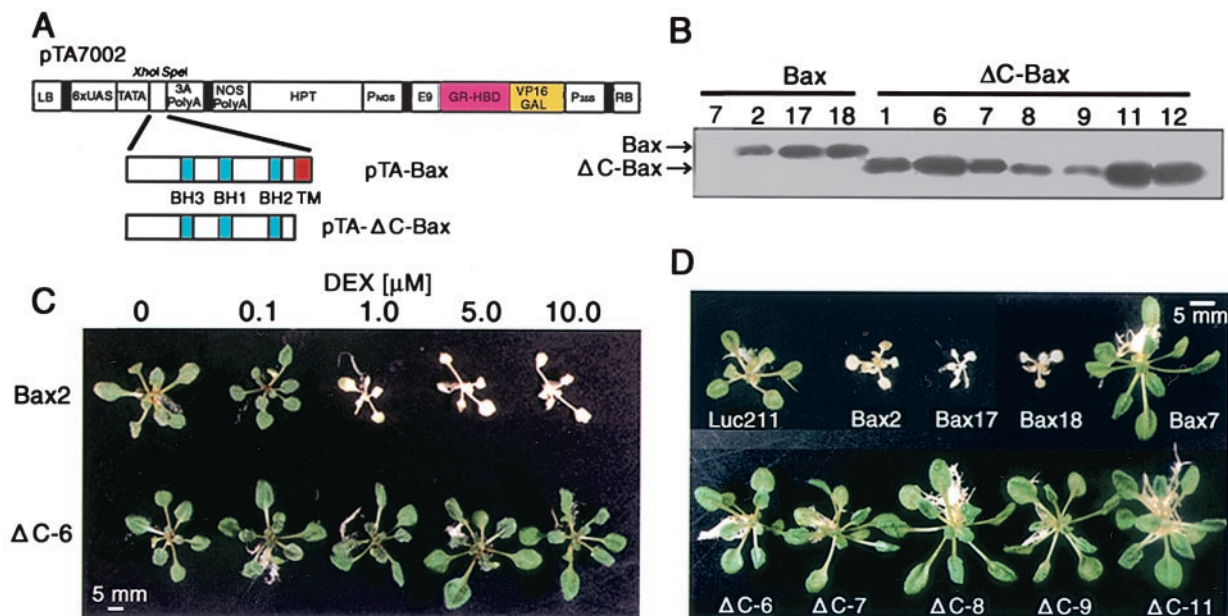 A
pTA7002
XhoI SpeI
LB 6xUAS TATA 3A PolyA NOS PolyA HPT PNOS E9 GR-HBD VP16 GAL P35S RB
pTA-Bax
BH3 BH1 BH2 TM
pTA-ΔC-Bax
B
Bax ΔC-Bax
7 2 17 18 1 6 7 8 9 11 12
Bax→
ΔC-Bax→
C
DEX [μM]
0 0.1 1.0 5.0 10.0
Bax2
ΔC-6
5 mm
D
5 mm
Luc211 Bax2 Bax17 Bax18 Bax7
ΔC-6 ΔC-7 ΔC-8 ΔC-9 ΔC-11